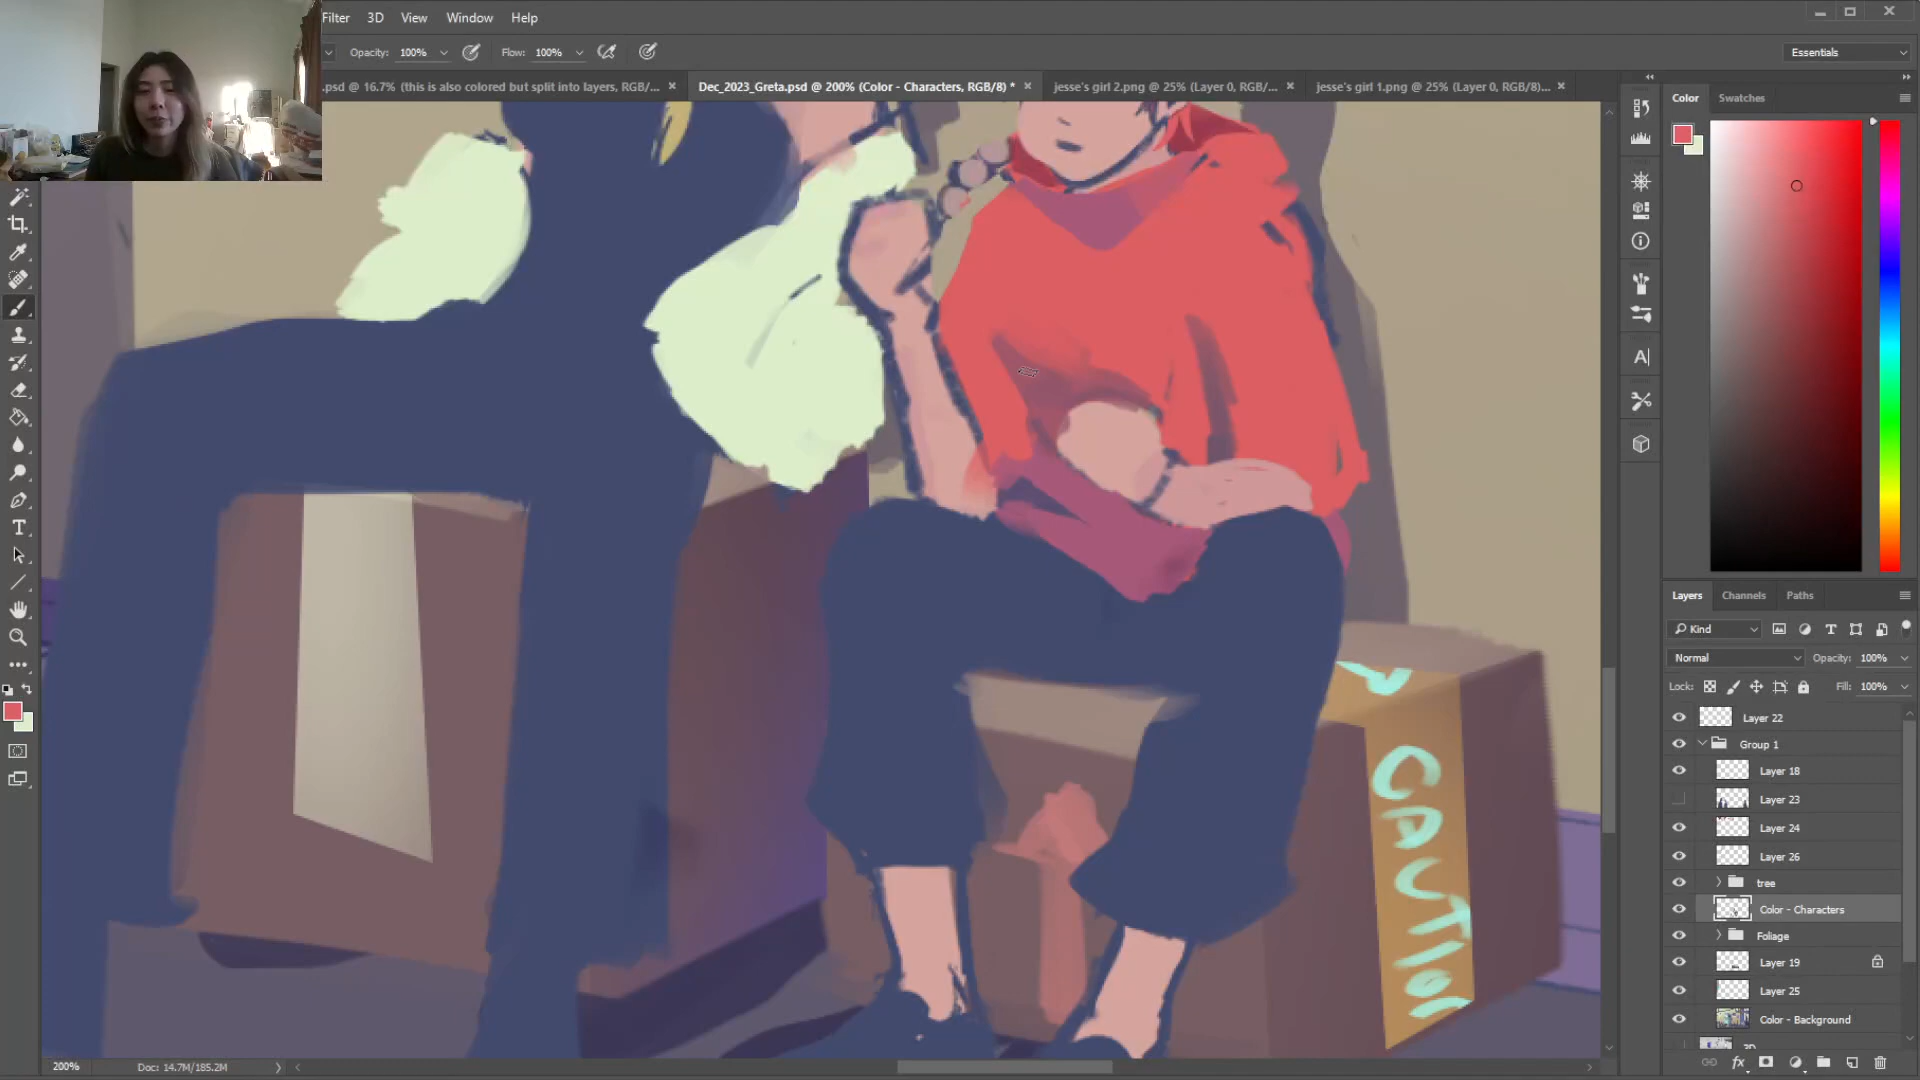 Filter 3D View Window Help
Opacity: 100% Flow: 100% Essentials
.psd @ 16.7% (this is also colored but split into layers, RGB/... × Dec_2023_Greta.psd @ 200% (Color - Characters, RGB/8) * × jesse's girl 2.png @ 25% (Layer 0, RGB/... × jesse's girl 1.png @ 25% (Layer 0, RGB/8)... ×
Color Swatches
Layers Channels Paths
Kind
Normal Opacity: 100%
Lock: Fill: 100%
Layer 22
Group 1
Layer 18
Layer 23
Layer 24
Layer 26
tree
Color - Characters
Foliage
Layer 19
Layer 25
Color - Background
CAUTION
200% Doc: 14.7M/185.2M